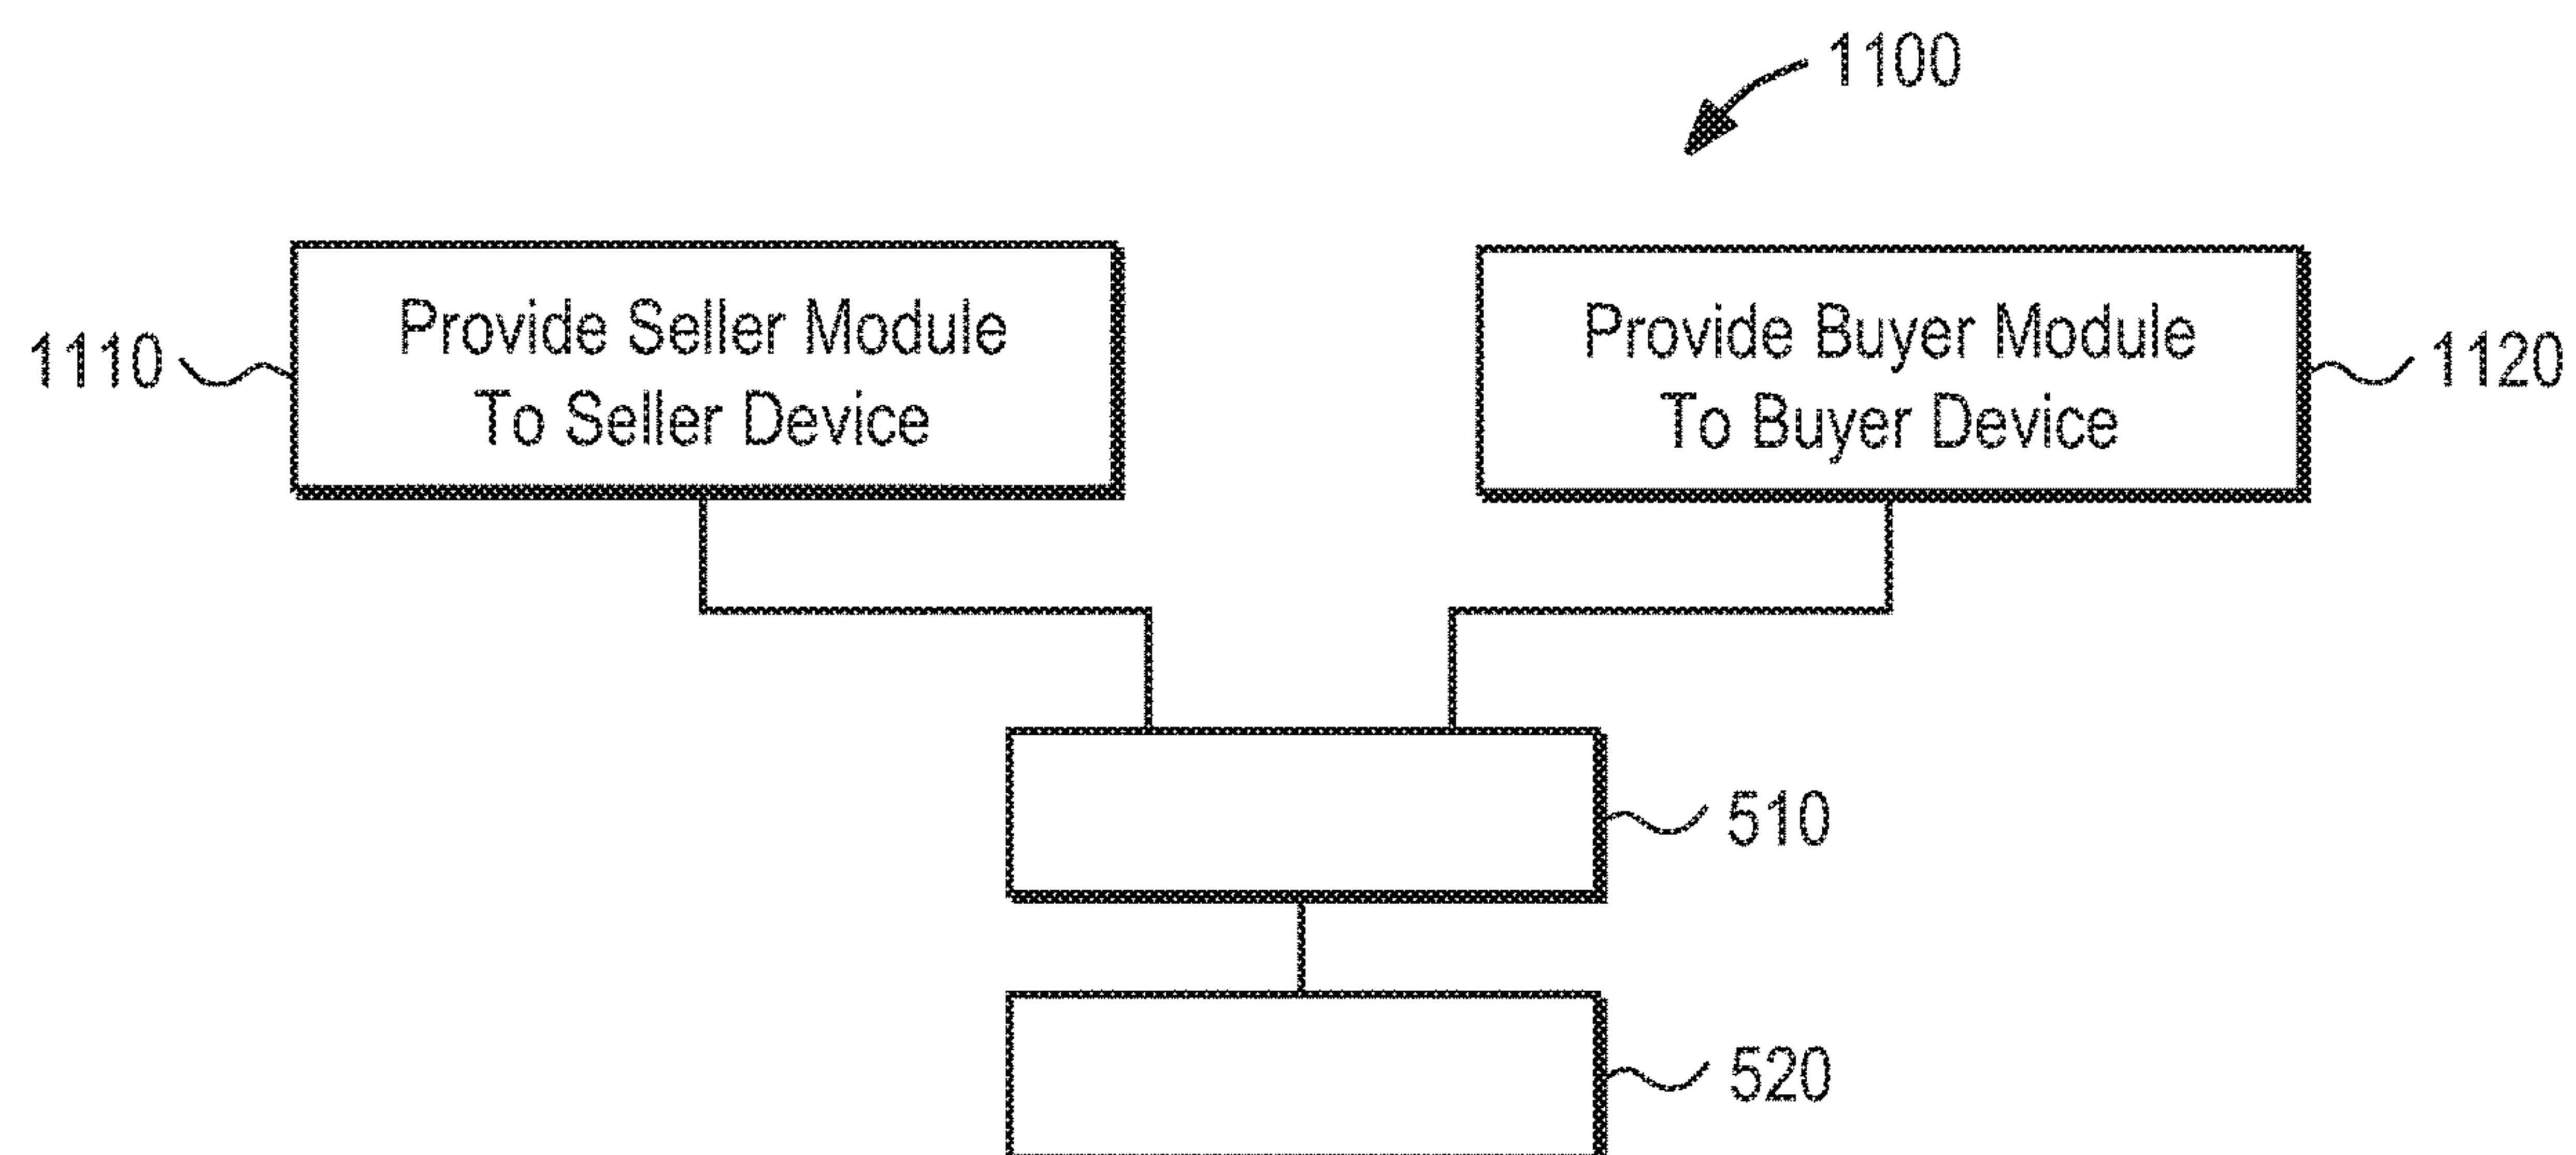 1100
Provide Seller Module
To Seller Device
1110
Provide Buyer Module
To Buyer Device
1120
510
520